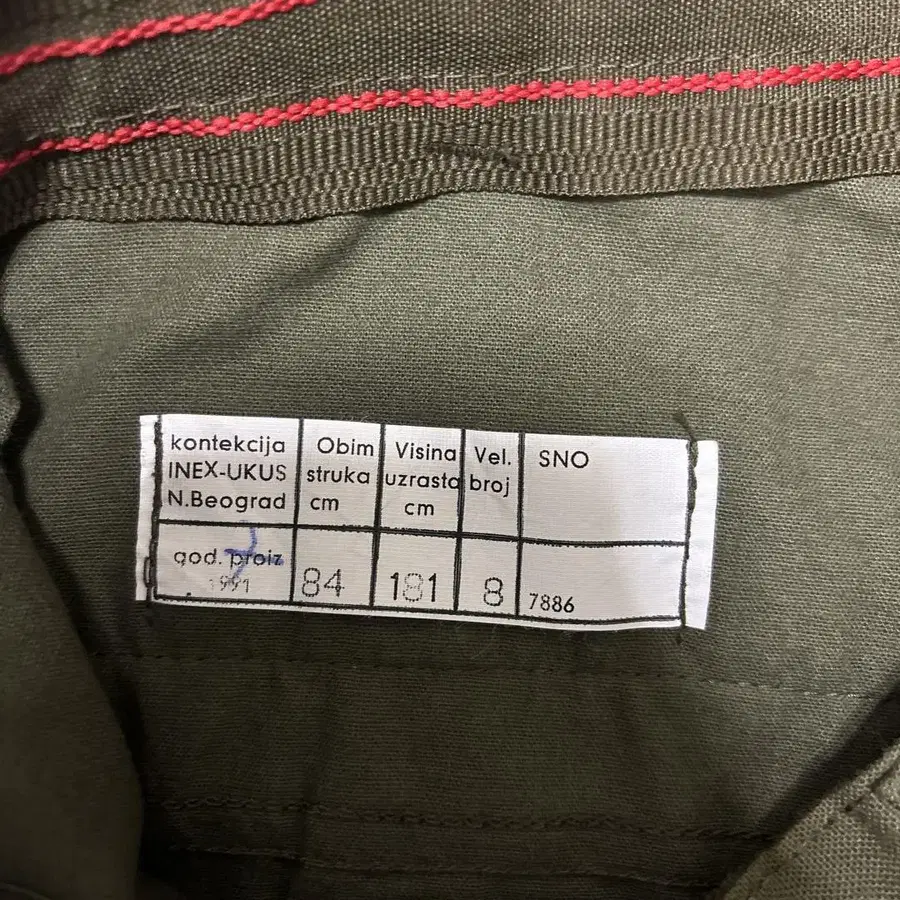 kontekcija
INEX-UKUS
N.Beograd
Obim
struka
cm
Visina
uzrasta
cm
Vel.
broj
SNO
god. proiz
1991
84
181
8
7886